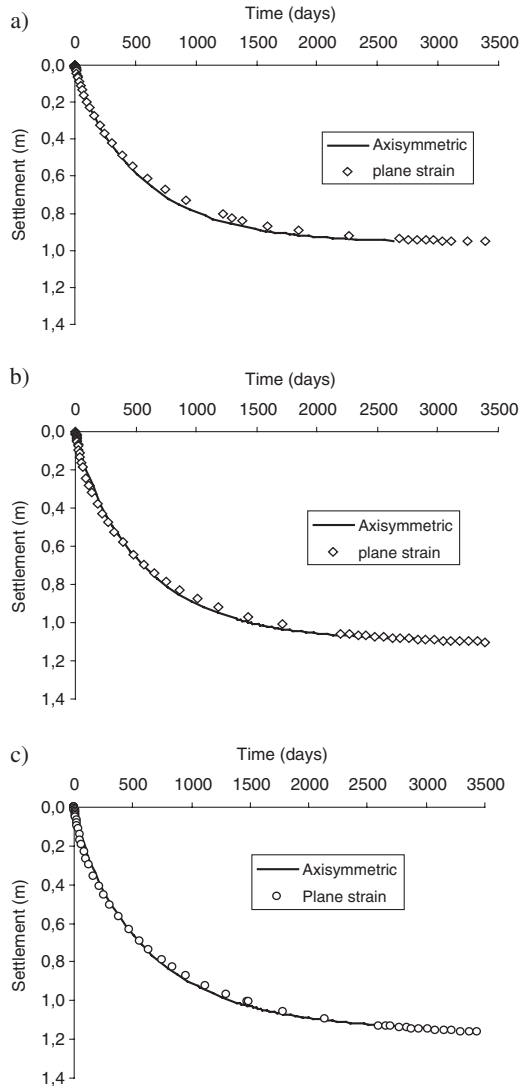 a)
Time (days)
0 500 1000 1500 2000 2500 3000 3500
0,0
0,2
0,4
0,6
0,8
1,0
1,2
1,4
Settlement (m)
Axisymmetric
plane strain
b)
Time (days)
0 500 1000 1500 2000 2500 3000 3500
0,0
0,2
0,4
0,6
0,8
1,0
1,2
1,4
Settlement (m)
Axisymmetric
plane strain
c)
Time (days)
0 500 1000 1500 2000 2500 3000 3500
0,0
0,2
0,4
0,6
0,8
1,0
1,2
1,4
Settlement (m)
Axisymmetric
Plane strain